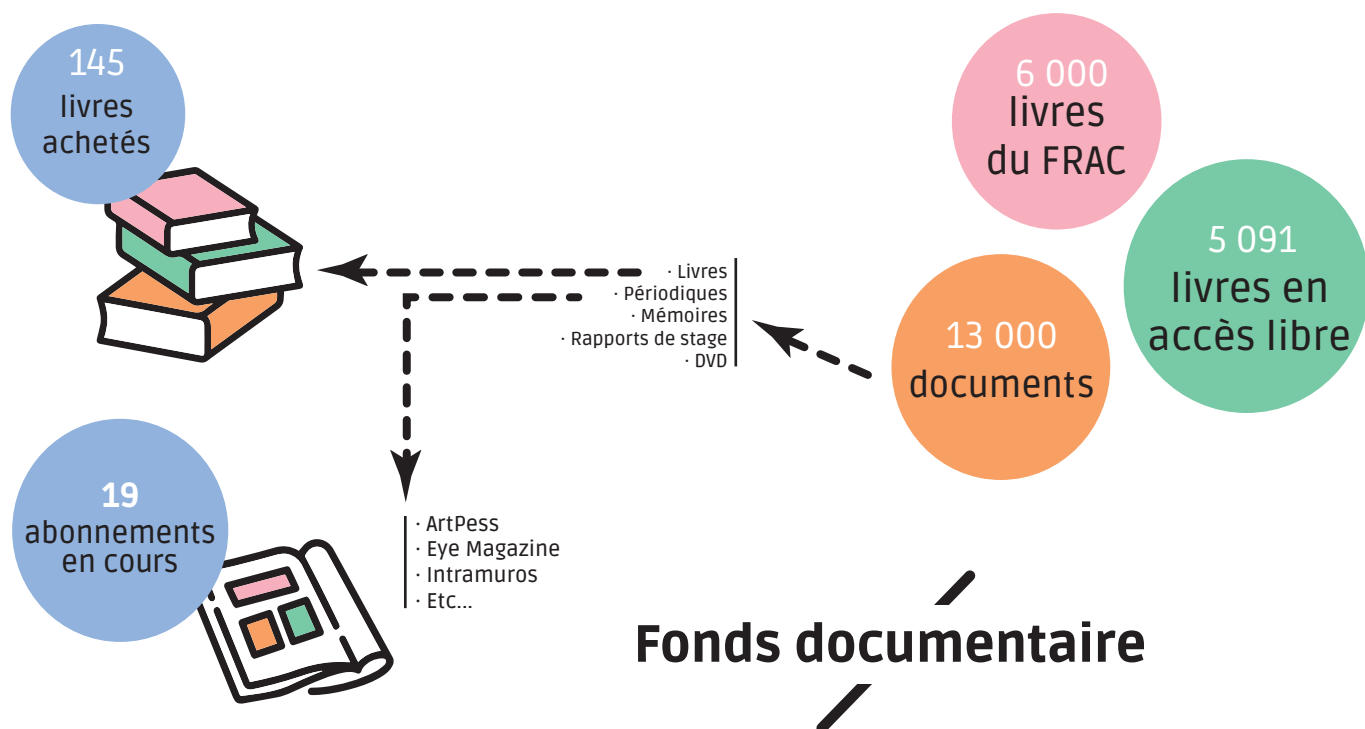 145
livres
achetés
6 000
livres
du FRAC
5 091
livres en
accès libre
13 000
documents
· Livres
· Périodiques
· Mémoires
· Rapports de stage
· DVD
19
abonnements
en cours
· ArtPess
· Eye Magazine
· Intramuros
· Etc...
Fonds documentaire